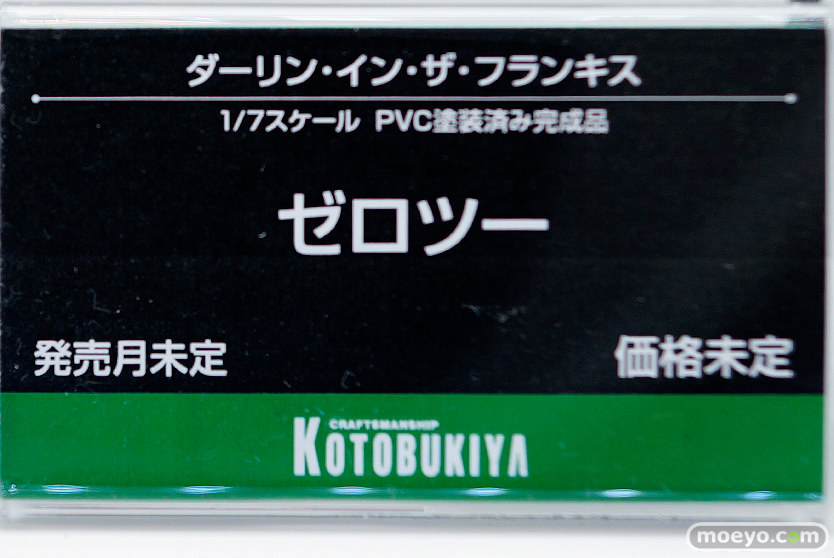 ダーリン・イン・ザ・フランキス
1/7スケール PVC塗装済み完成品
ゼロツー
発売月未定 価格未定
CRAFTSMANSHIP
KOTOBUKIYA
moeyo.com